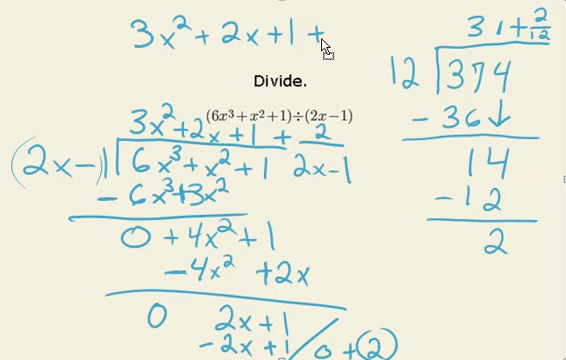 3x² + 2x + 1 +
Divide.
(6x³ + x² + 1) ÷ (2x − 1)
3x² + 2x + 1 + 2/(2x − 1)
(2x − 1) 6x³ + x² + 1
− 6x³ + 3x²
0 + 4x² + 1
− 4x² + 2x
0 2x + 1
− 2x + 1 / 0 + 2
31 + 2/12
12 374
− 36↓
14
− 12
2